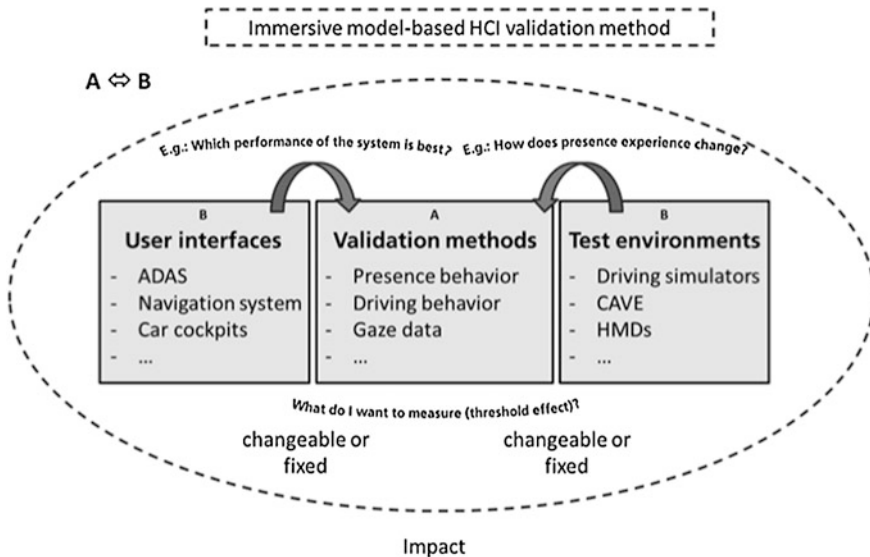 Immersive model-based HCI validation method
A ⇔ B
E.g.: Which performance of the system is best?
E.g.: How does presence experience change?
B
User interfaces
- ADAS
- Navigation system
- Car cockpits
- ...
A
Validation methods
- Presence behavior
- Driving behavior
- Gaze data
- ...
B
Test environments
- Driving simulators
- CAVE
- HMDs
- ...
What do I want to measure (threshold effect)?
changeable or
fixed
changeable or
fixed
Impact